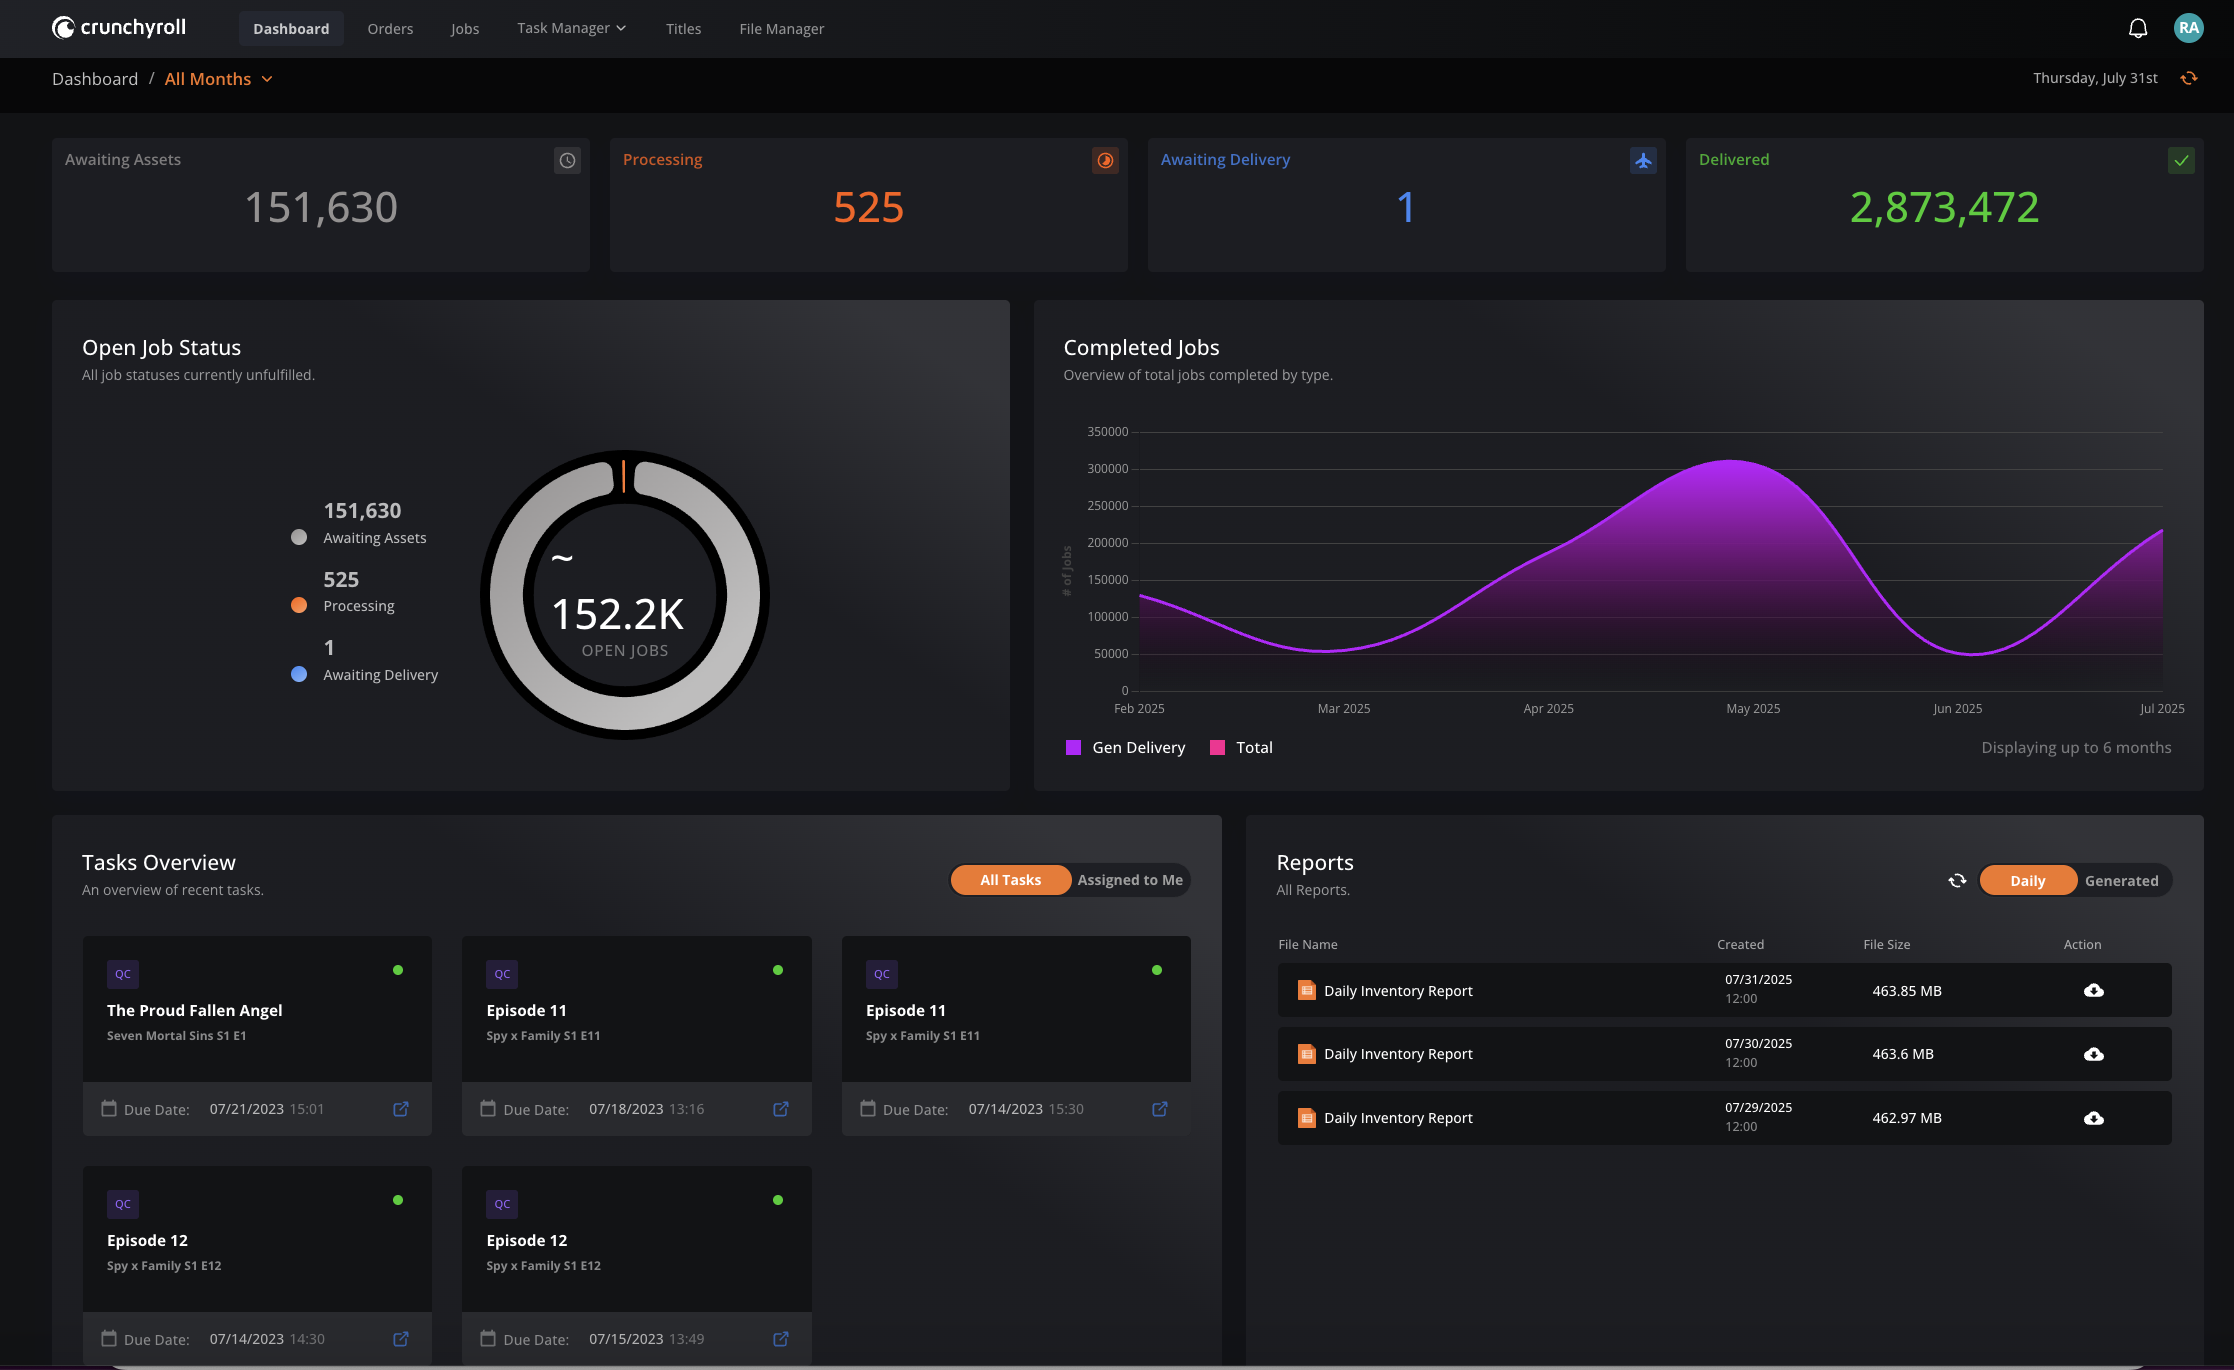 crunchyroll
Dashboard
Orders
Jobs
Task Manager
Titles
File Manager
RA
Dashboard / All Months
Thursday, July 31st
Awaiting Assets
151,630
Processing
525
Awaiting Delivery
1
Delivered
2,873,472
Open Job Status
All job statuses currently unfulfilled.
151,630
Awaiting Assets
525
Processing
1
Awaiting Delivery
~
152.2K
OPEN JOBS
Completed Jobs
Overview of total jobs completed by type.
# of Jobs
350000
300000
250000
200000
150000
100000
50000
0
Feb 2025
Mar 2025
Apr 2025
May 2025
Jun 2025
Jul 2025
Gen Delivery
Total
Displaying up to 6 months
Tasks Overview
An overview of recent tasks.
All Tasks
Assigned to Me
QC
The Proud Fallen Angel
Seven Mortal Sins S1 E1
Due Date: 07/21/2023 15:01
QC
Episode 11
Spy x Family S1 E11
Due Date: 07/18/2023 13:16
QC
Episode 11
Spy x Family S1 E11
Due Date: 07/14/2023 15:30
QC
Episode 12
Spy x Family S1 E12
Due Date: 07/14/2023 14:30
QC
Episode 12
Spy x Family S1 E12
Due Date: 07/15/2023 13:49
Reports
All Reports.
Daily
Generated
File Name
Created
File Size
Action
Daily Inventory Report
07/31/2025
12:00
463.85 MB
Daily Inventory Report
07/30/2025
12:00
463.6 MB
Daily Inventory Report
07/29/2025
12:00
462.97 MB